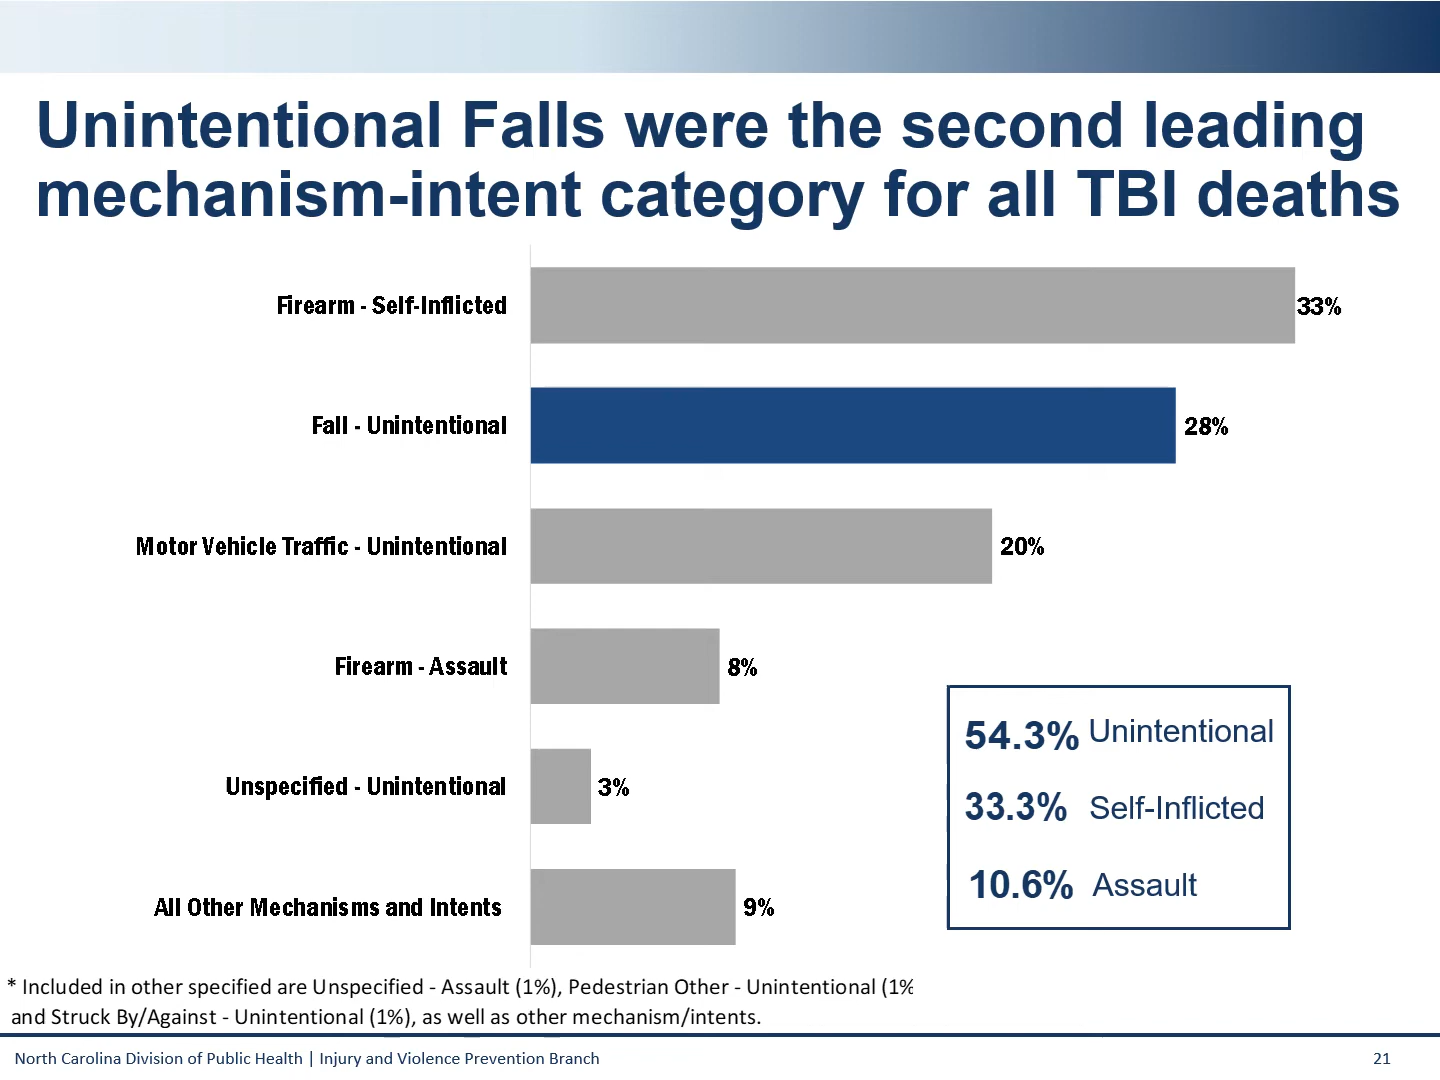 Unintentional Falls were the second leading
mechanism-intent category for all TBI deaths
Firearm - Self-Inflicted
33%
Fall - Unintentional
28%
Motor Vehicle Traffic - Unintentional
20%
Firearm - Assault
8%
Unspecified - Unintentional
3%
All Other Mechanisms and Intents
9%
54.3% Unintentional
33.3% Self-Inflicted
10.6% Assault
* Included in other specified are Unspecified - Assault (1%), Pedestrian Other - Unintentional (1%
and Struck By/Against - Unintentional (1%), as well as other mechanism/intents.
North Carolina Division of Public Health | Injury and Violence Prevention Branch
21